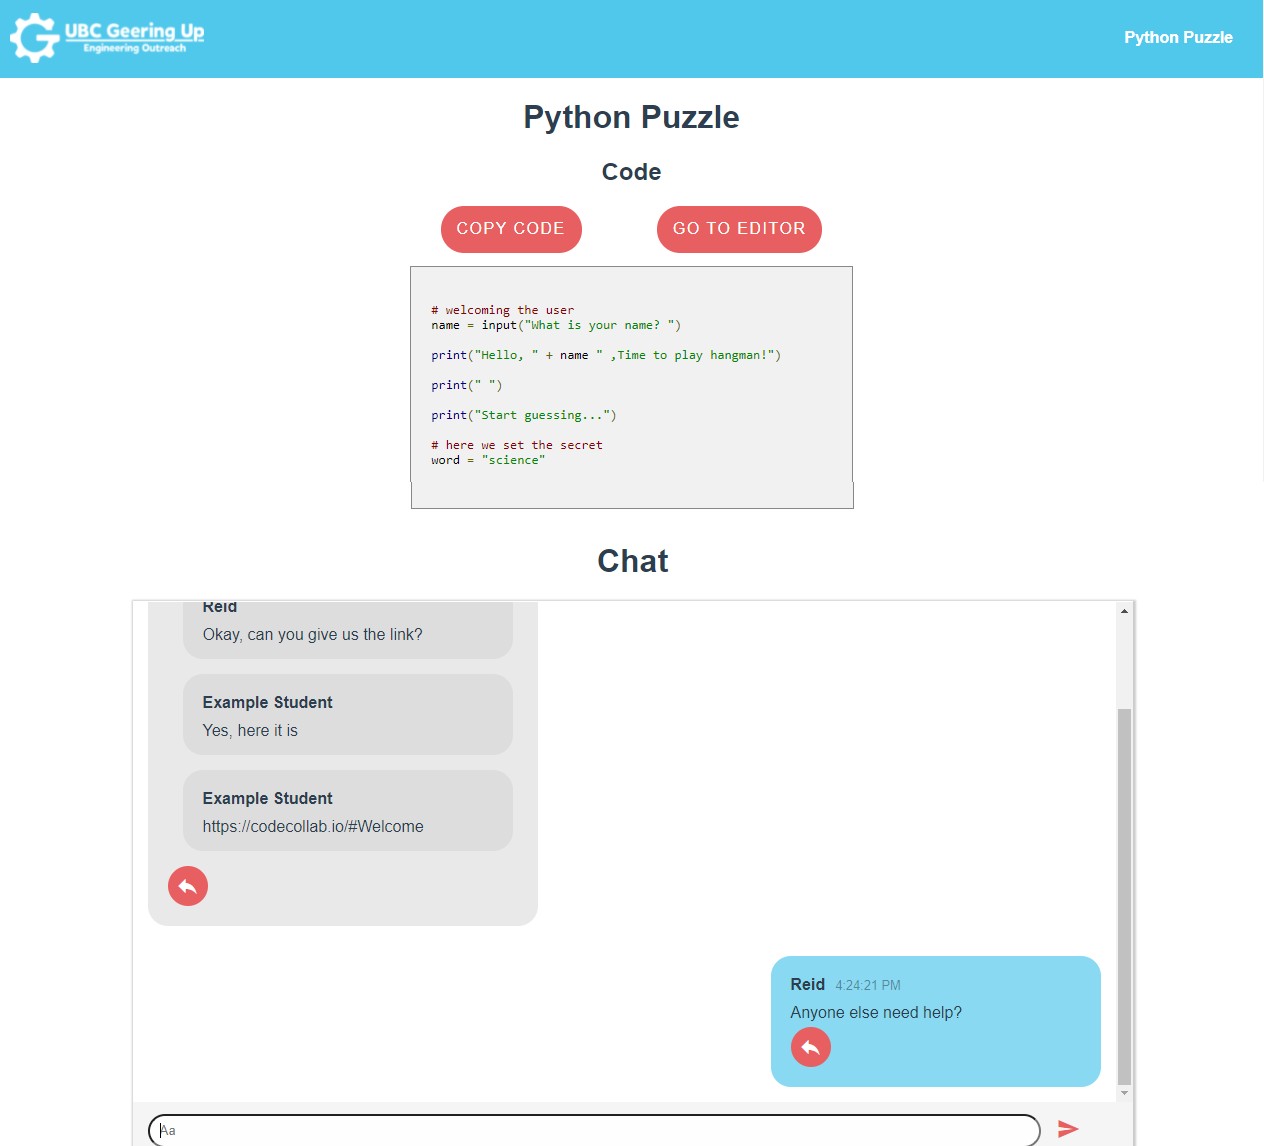 UBC Geering Up
Engineering Outreach
Python Puzzle
Python Puzzle
Code
COPY CODE
GO TO EDITOR
# welcoming the user
name = input("What is your name? ")
print("Hello, " + name " ,Time to play hangman!")
print(" ")
print("Start guessing...")
# here we set the secret
word = "science"
Chat
Reid
Okay, can you give us the link?
Example Student
Yes, here it is
Example Student
https://codecollab.io/#Welcome
Reid 4:24:21 PM
Anyone else need help?
Aa